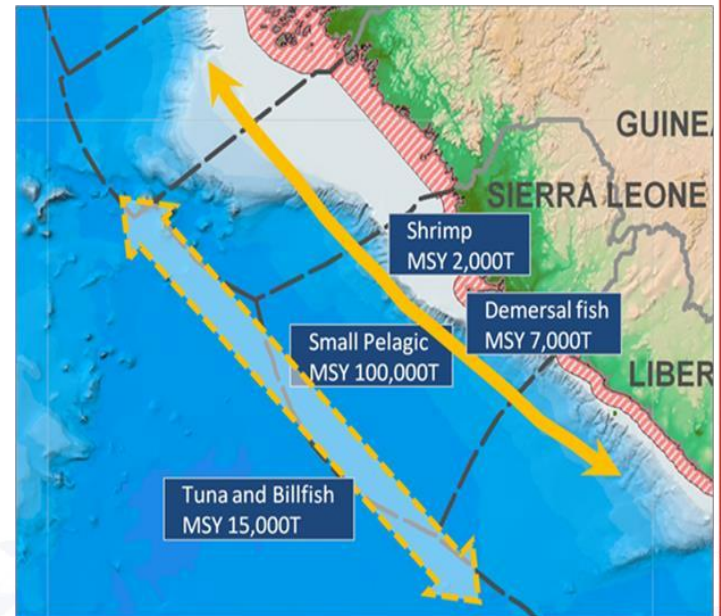 GUINEA
SIERRA LEONE
Shrimp
MSY 2,000T
Demersal fish
MSY 7,000T
Small Pelagic
MSY 100,000T
LIBER
Tuna and Billfish
MSY 15,000T